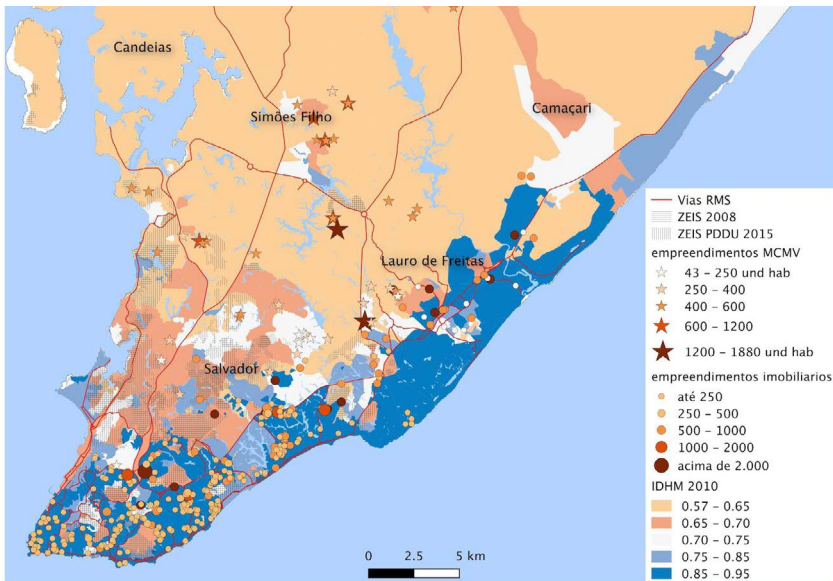 Candeias
Simões Filho
Camaçari
Lauro de Freitas
Salvador
Vias RMS
ZEIS 2008
ZEIS PDDU 2015
empreendimentos MCMV
43 - 250 und hab
250 - 400
400 - 600
600 - 1200
1200 - 1880 und hab
empreendimentos imobiliarios
até 250
250 - 500
500 - 1000
1000 - 2000
acima de 2.000
IDHM 2010
0.57 - 0.65
0.65 - 0.70
0.70 - 0.75
0.75 - 0.85
0.85 - 0.95
0 2.5 5 km